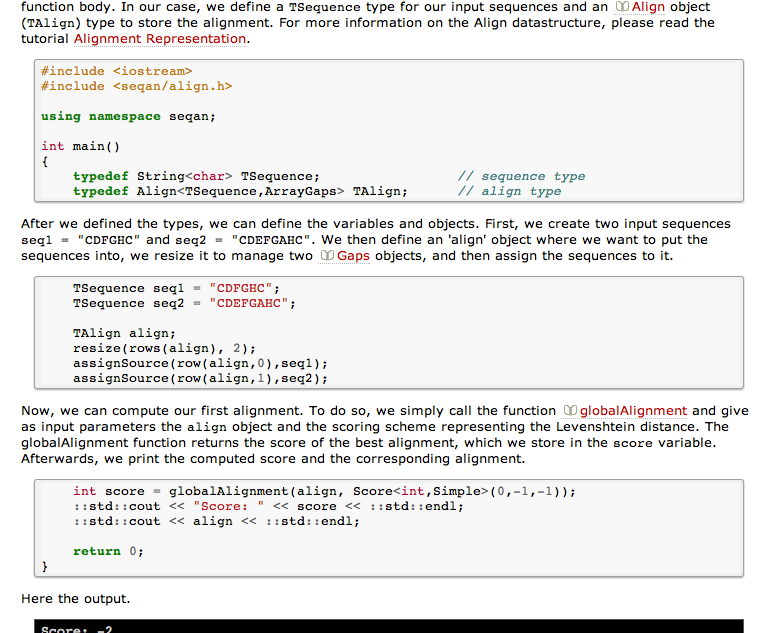 function body. In our case, we define a TSequence type for our input sequences and an Align object
(TAlign) type to store the alignment. For more information on the Align datastructure, please read the
tutorial Alignment Representation.
#include <iostream>
#include <seqan/align.h>
using namespace seqan;
int main()
{
typedef String<char> TSequence; // sequence type
typedef Align<TSequence,ArrayGaps> TAlign; // align type
After we defined the types, we can define the variables and objects. First, we create two input sequences
seq1 = "CDFGHC" and seq2 = "CDEFGAHC". We then define an 'align' object where we want to put the
sequences into, we resize it to manage two Gaps objects, and then assign the sequences to it.
TSequence seq1 = "CDFGHC";
TSequence seq2 = "CDEFGAHC";
TAlign align;
resize(rows(align), 2);
assignSource(row(align,0),seq1);
assignSource(row(align,1),seq2);
Now, we can compute our first alignment. To do so, we simply call the function globalAlignment and give
as input parameters the align object and the scoring scheme representing the Levenshtein distance. The
globalAlignment function returns the score of the best alignment, which we store in the score variable.
Afterwards, we print the computed score and the corresponding alignment.
int score = globalAlignment(align, Score<int,Simple>(0,-1,-1));
::std::cout << "Score: " << score << ::std::endl;
::std::cout << align << ::std::endl;
return 0;
}
Here the output.
Score: -2